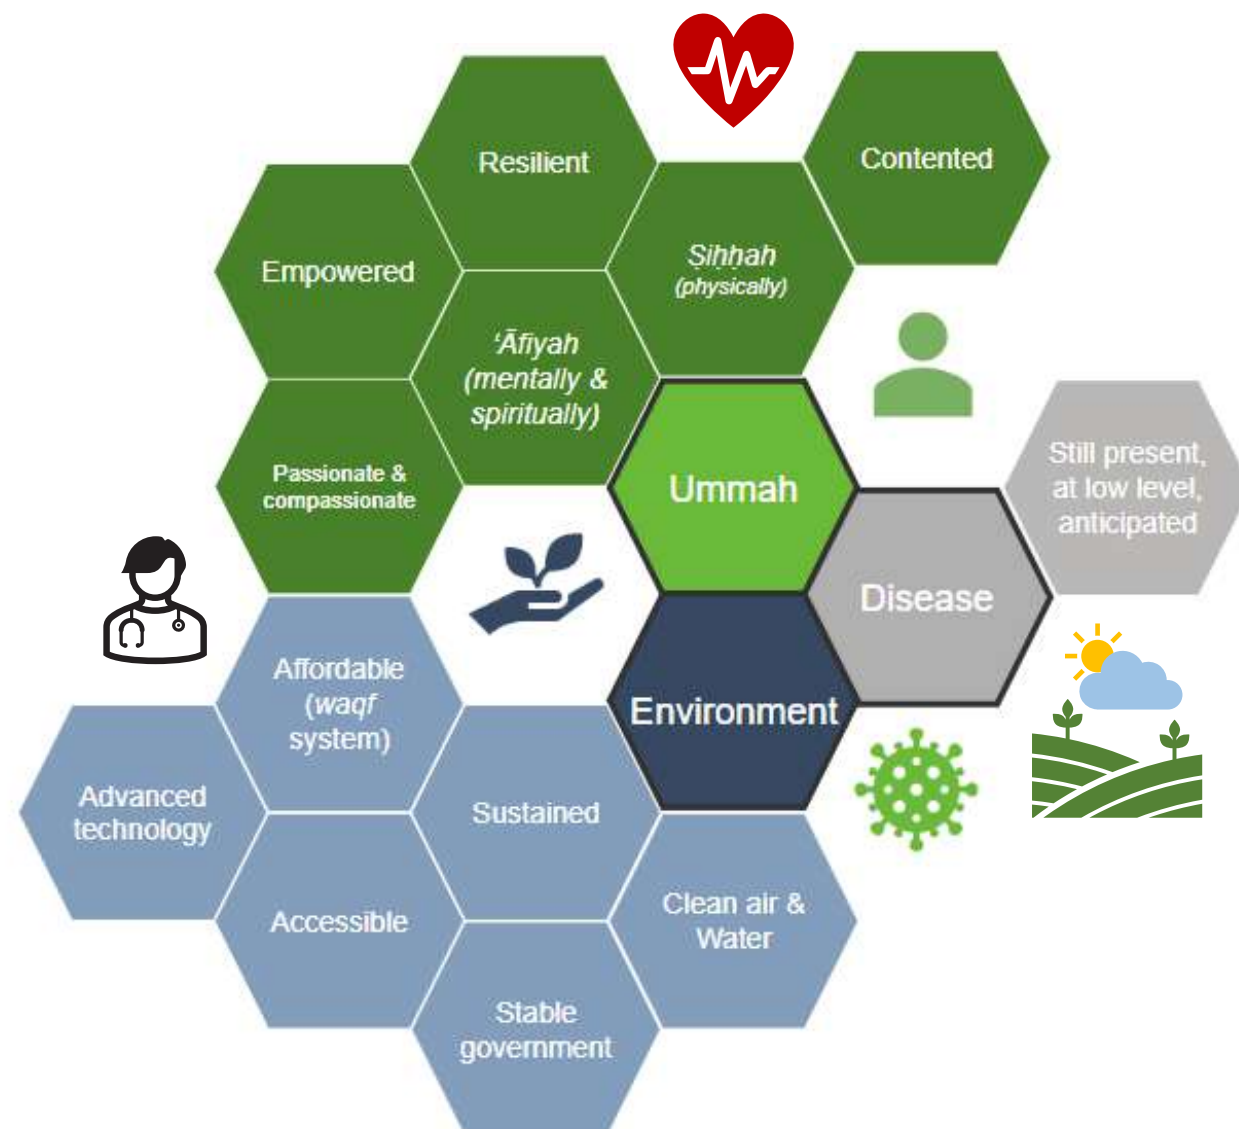 Resilient
Contented
Empowered
Ṣiḥḥah
(physically)
‘Āfiyah
(mentally &
spiritually)
Passionate &
compassionate
Ummah
Still present,
at low level,
anticipated
Disease
Affordable
(waqf
system)
Environment
Advanced
technology
Sustained
Accessible
Clean air &
Water
Stable
government